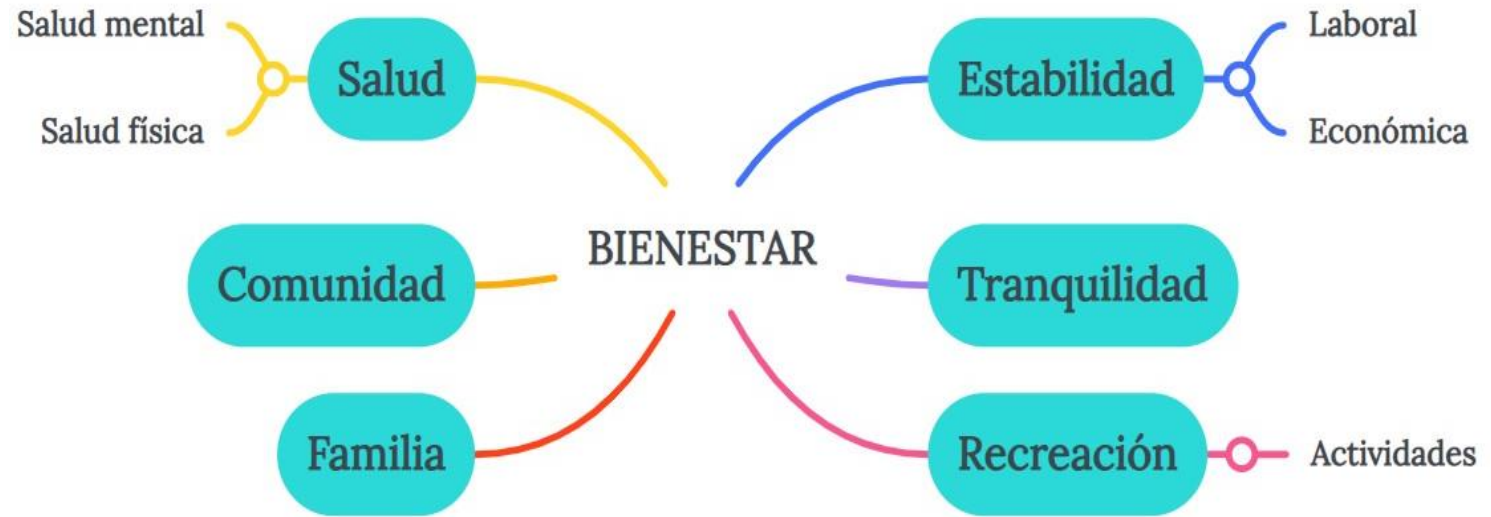 Salud mental
Salud
Salud física
Comunidad
Familia
BIENESTAR
Estabilidad
Laboral
Económica
Tranquilidad
Recreación
Actividades